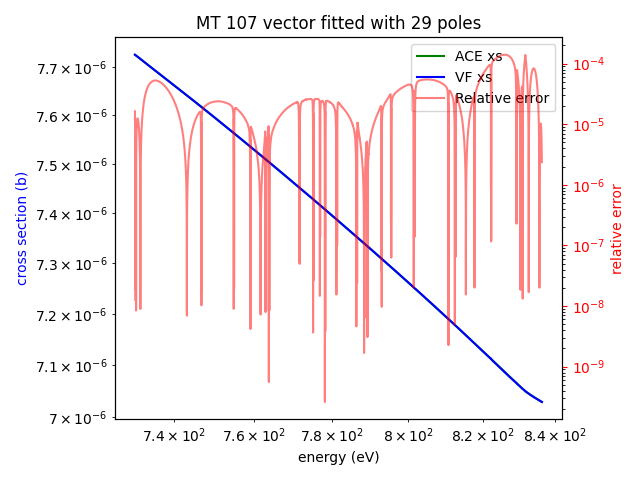 MT 107 vector fitted with 29 poles
ACE xs
VF xs
Relative error
7.7 × 10⁻⁶
7.6 × 10⁻⁶
7.5 × 10⁻⁶
7.4 × 10⁻⁶
7.3 × 10⁻⁶
7.2 × 10⁻⁶
7.1 × 10⁻⁶
7 × 10⁻⁶
cross section (b)
10⁻⁴
10⁻⁵
10⁻⁶
10⁻⁷
10⁻⁸
10⁻⁹
relative error
7.4 × 10² 7.6 × 10² 7.8 × 10² 8 × 10² 8.2 × 10² 8.4 × 10²
energy (eV)